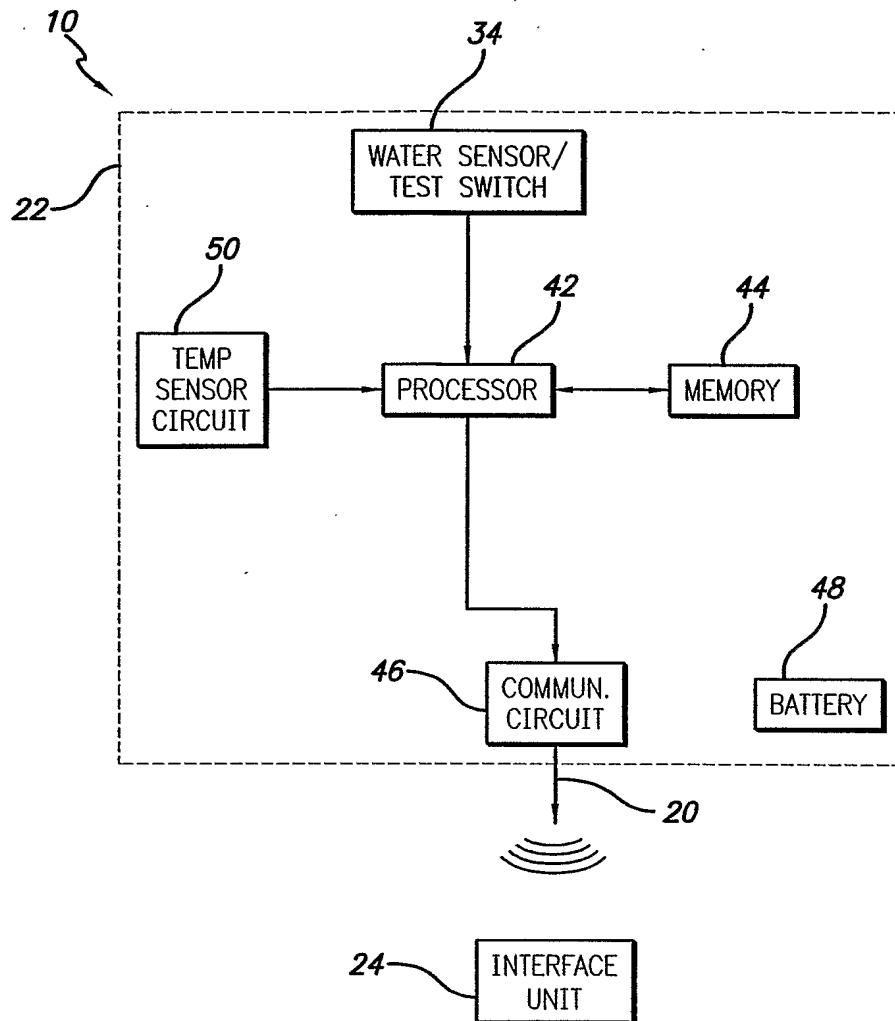 10
34
WATER SENSOR/
TEST SWITCH
22
50
TEMP
SENSOR
CIRCUIT
42
PROCESSOR
44
MEMORY
46
COMMUN.
CIRCUIT
48
BATTERY
20
24
INTERFACE
UNIT